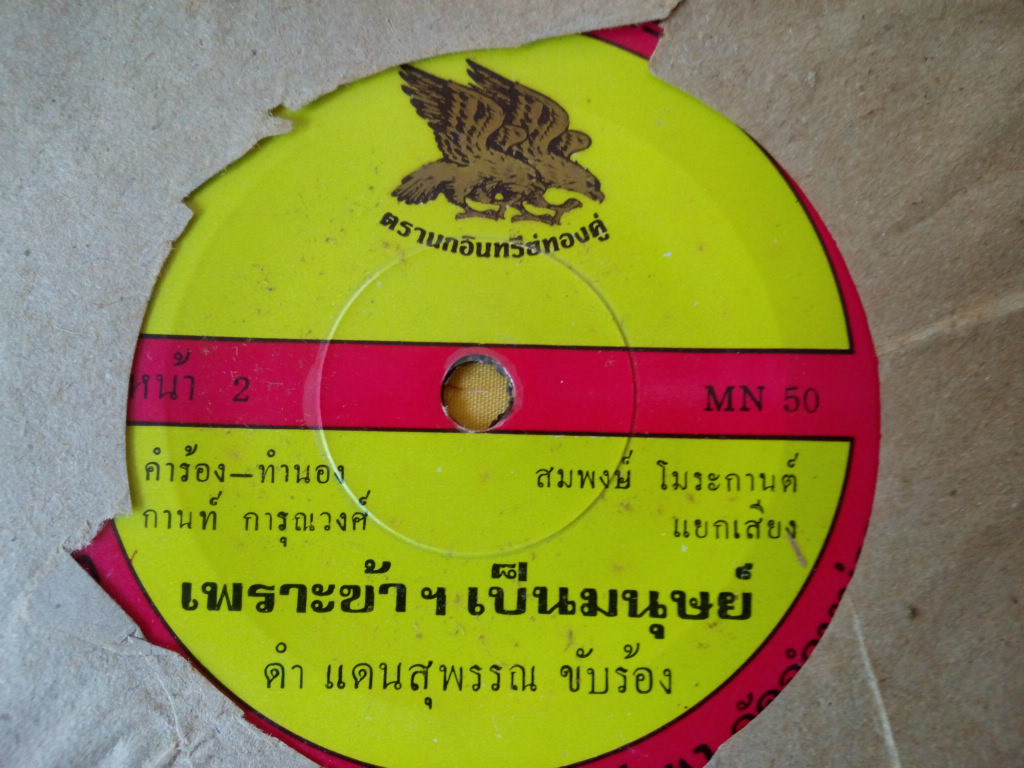 ตรานกอินทรีย์ทองคู่
หน้า 2
MN 50
คำร้อง–ทำนอง
กานท์ การุณวงศ์
สมพงษ์ โมระกานต์
แยกเสียง
เพราะข้าฯ เป็นมนุษย์
ดำ แดนสุพรรณ ขับร้อง